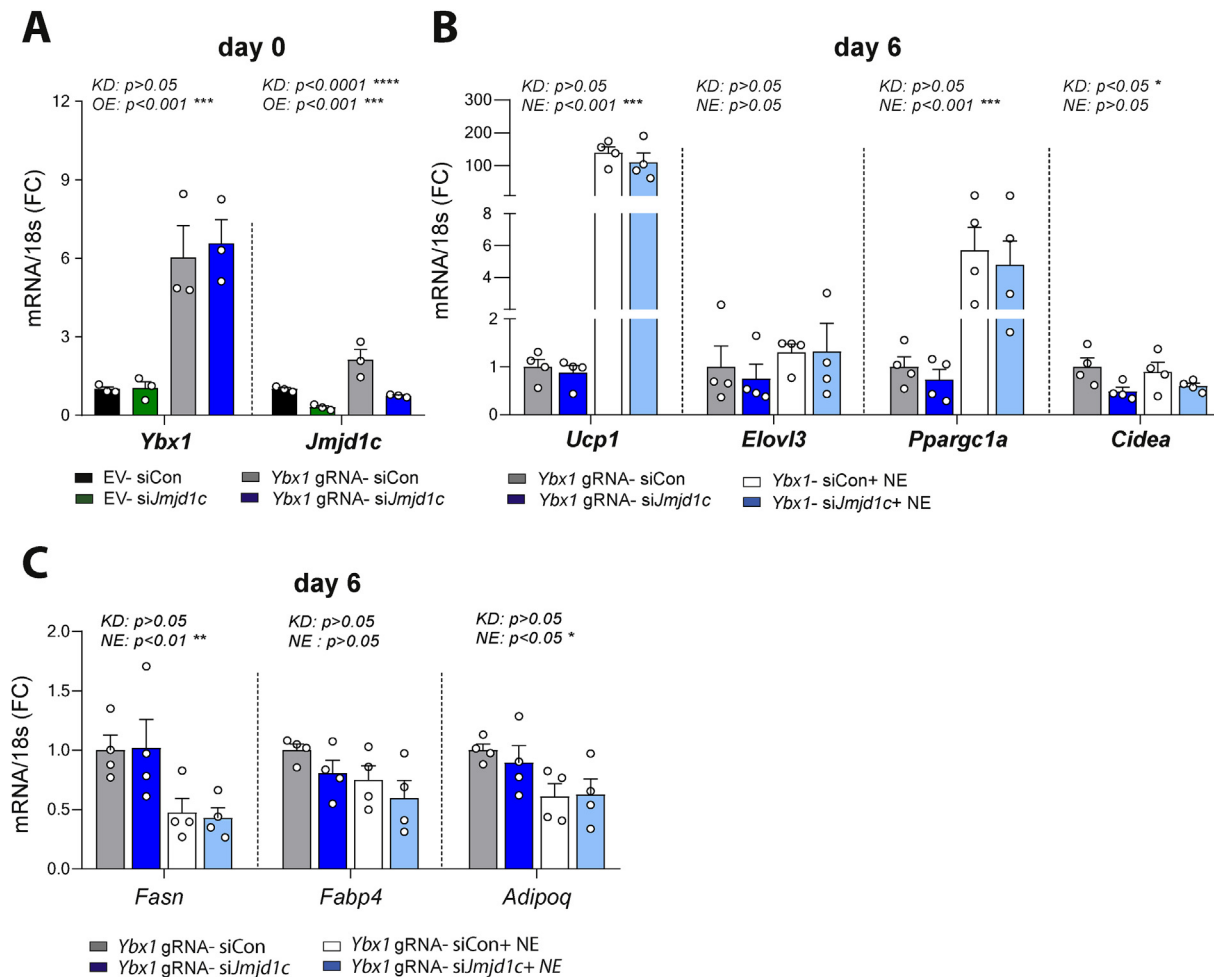 A
day 0
KD: p>0.05
OE: p<0.001 ***
KD: p<0.0001 ****
OE: p<0.001 ***
mRNA/18s (FC)
12
9
6
3
0
Ybx1
Jmjd1c
EV- siCon
EV- siJmjd1c
Ybx1 gRNA- siCon
Ybx1 gRNA- siJmjd1c
B
day 6
KD: p>0.05
NE: p<0.001 ***
KD: p>0.05
NE: p>0.05
KD: p>0.05
NE: p<0.001 ***
KD: p<0.05 *
NE: p>0.05
mRNA/18s (FC)
300
200
100
8
6
4
2
1
0
Ucp1
Elovl3
Ppargc1a
Cidea
Ybx1 gRNA- siCon
Ybx1 gRNA- siJmjd1c
Ybx1- siCon+ NE
Ybx1- siJmjd1c+ NE
C
day 6
KD: p>0.05
NE: p<0.01 **
KD: p>0.05
NE : p>0.05
KD: p>0.05
NE: p<0.05 *
mRNA/18s (FC)
2.0
1.5
1.0
0.5
0.0
Fasn
Fabp4
Adipoq
Ybx1 gRNA- siCon
Ybx1 gRNA- siJmjd1c
Ybx1 gRNA- siCon+ NE
Ybx1 gRNA- siJmjd1c+ NE